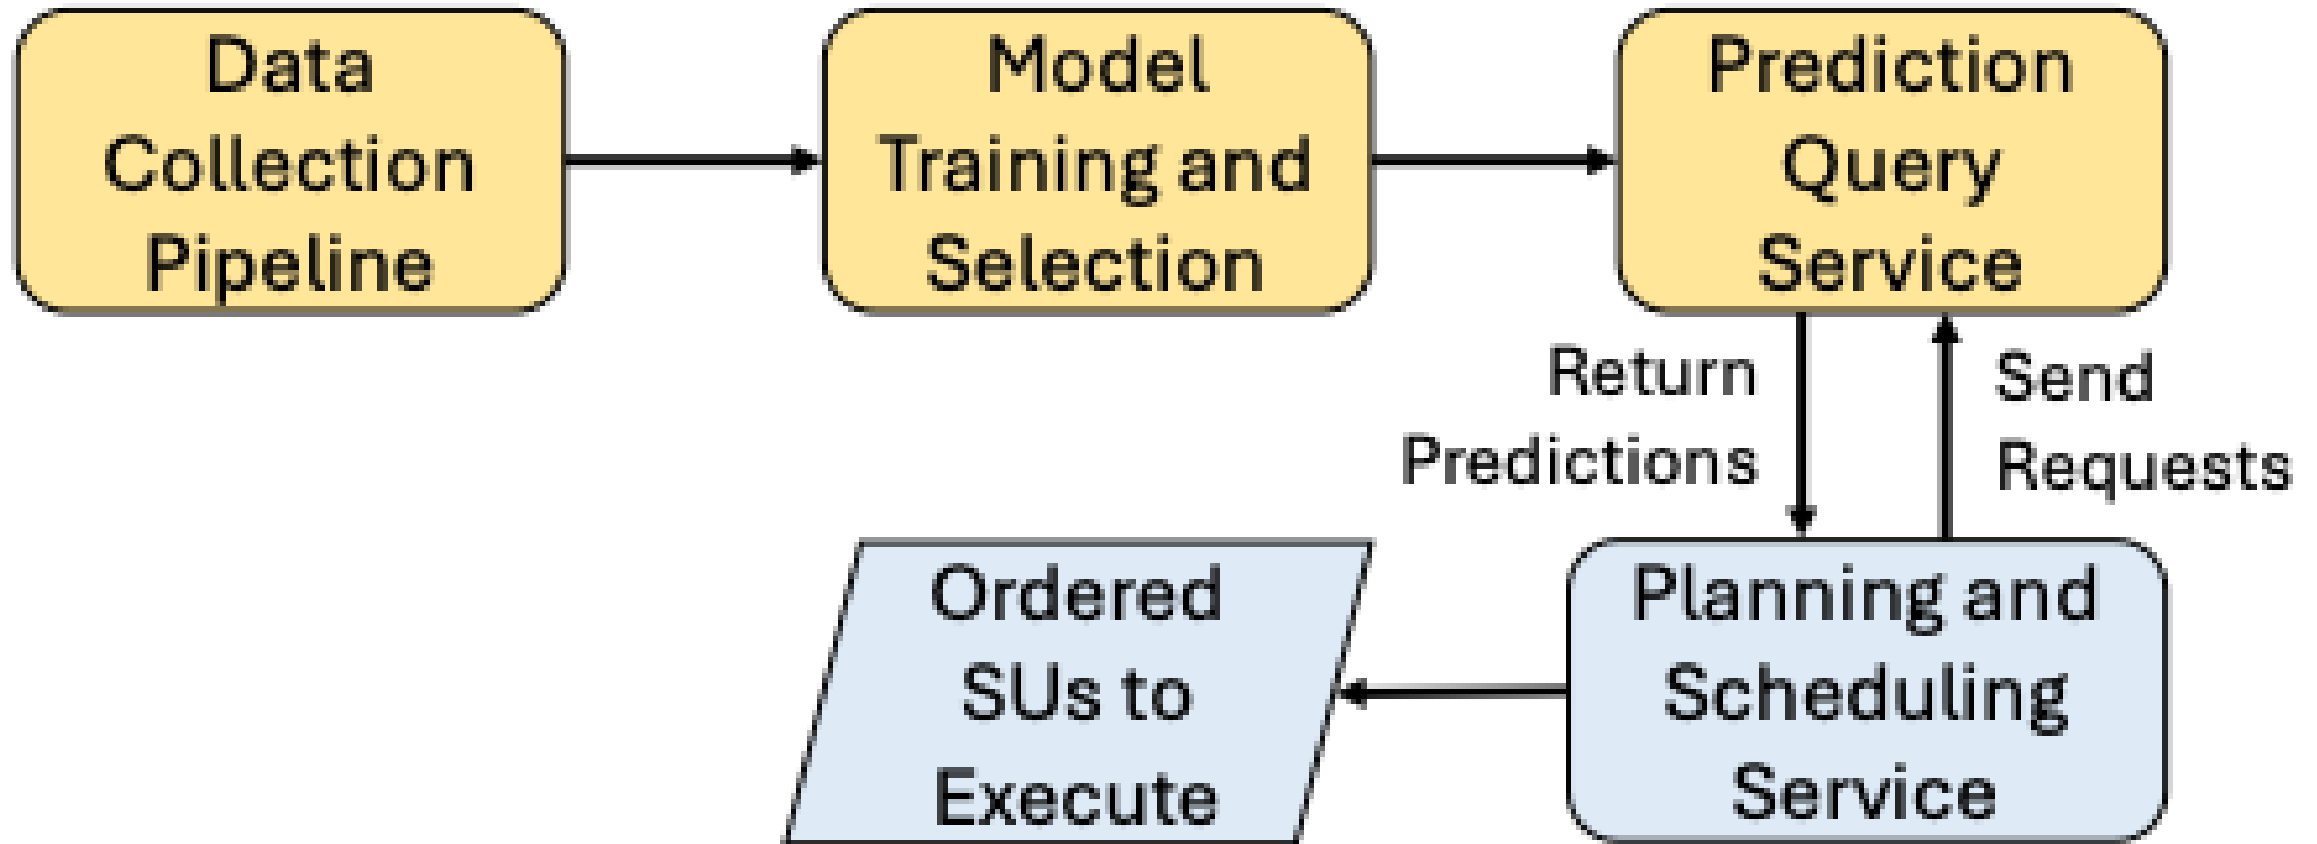 Data
Collection
Pipeline
Model
Training and
Selection
Prediction
Query
Service
Return
Predictions
Send
Requests
Ordered
SUs to
Execute
Planning and
Scheduling
Service